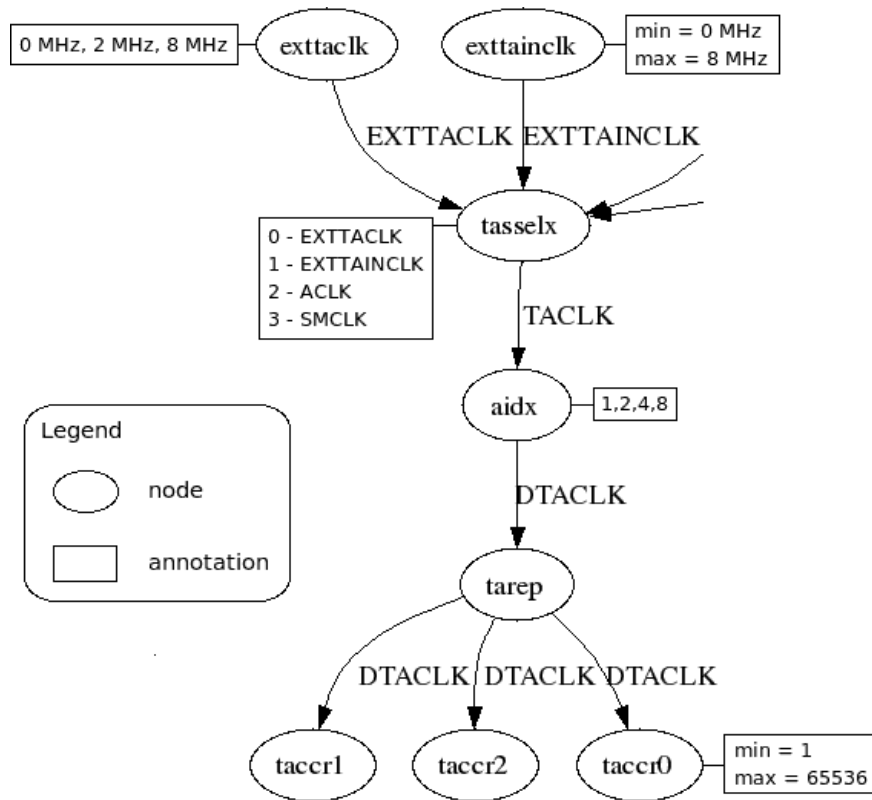 0 MHz, 2 MHz, 8 MHz
exttaclk
exttainclk
min = 0 MHz
max = 8 MHz
EXTTACLK
EXTTAINCLK
tasselx
0 - EXTTACLK
1 - EXTTAINCLK
2 - ACLK
3 - SMCLK
TACLK
aidx
1,2,4,8
Legend
node
annotation
DTACLK
tarep
DTACLK
DTACLK
DTACLK
taccr1
taccr2
taccr0
min = 1
max = 65536